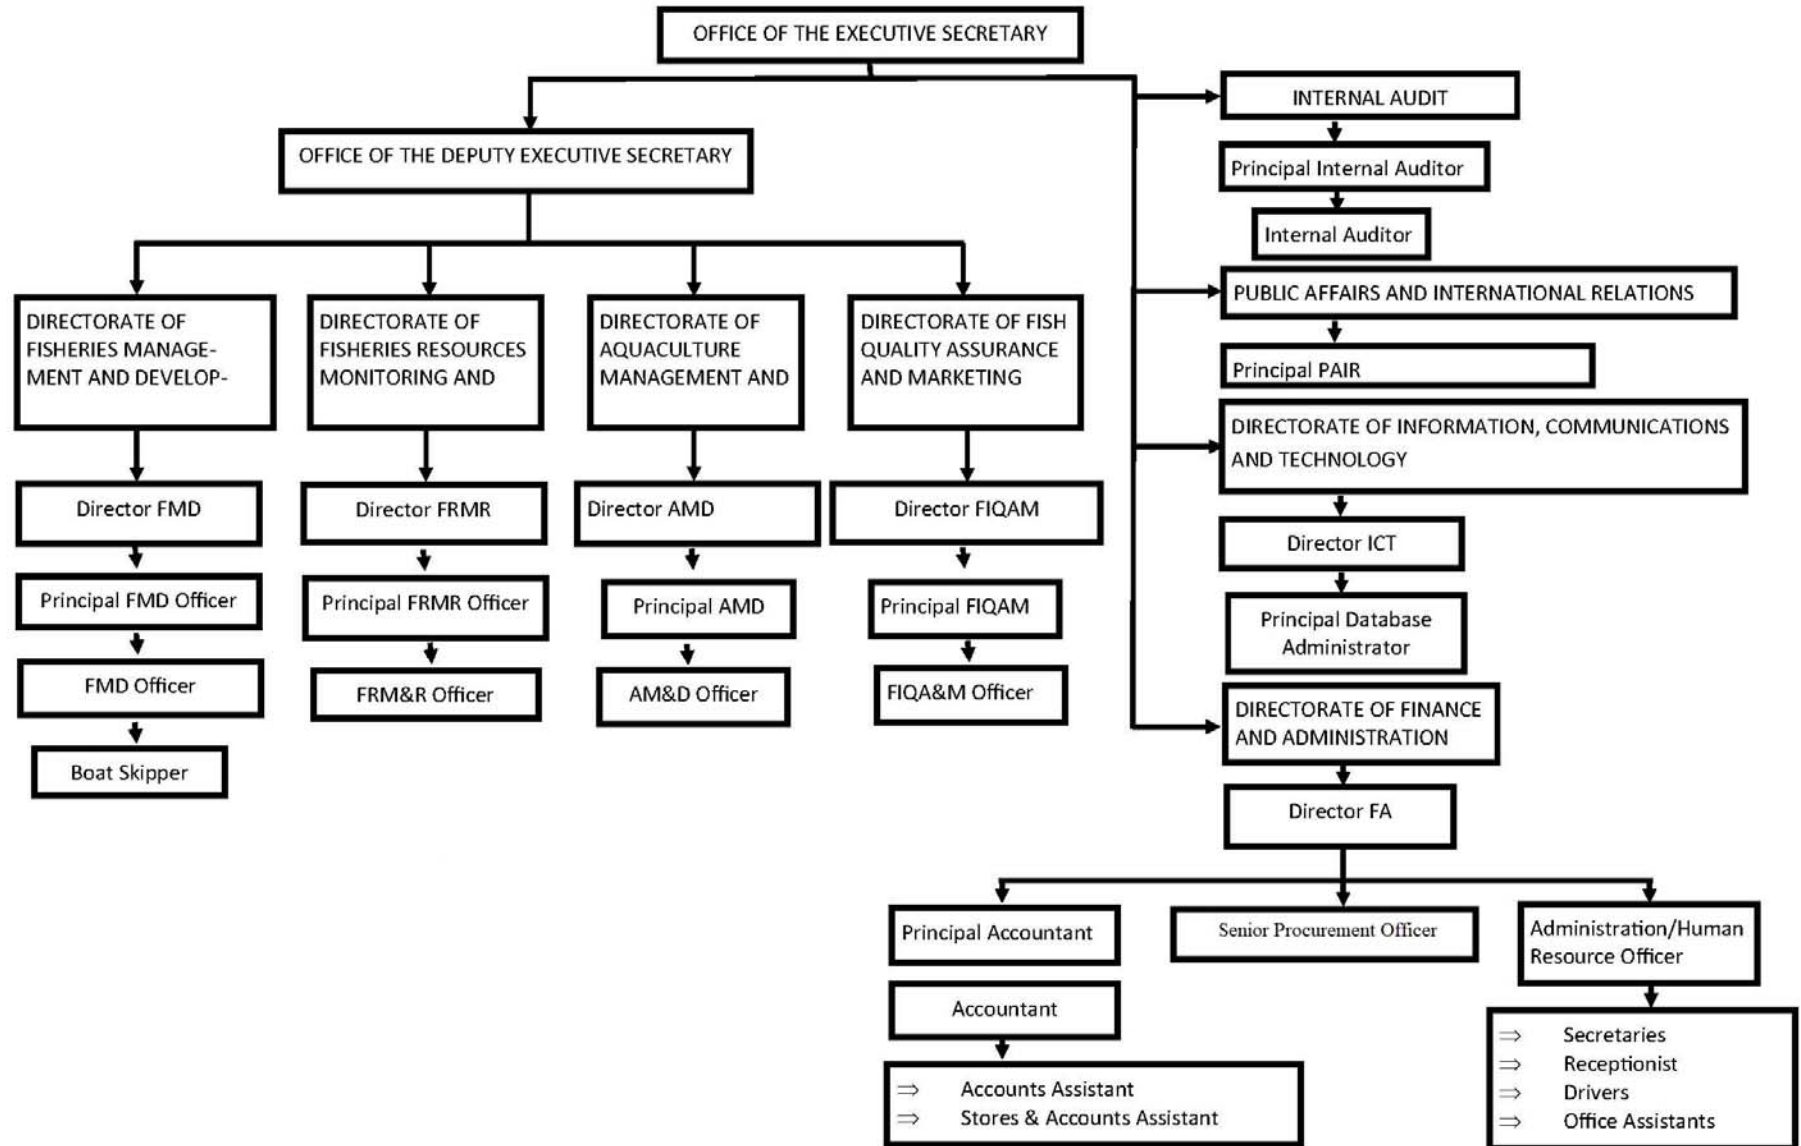 OFFICE OF THE EXECUTIVE SECRETARY
OFFICE OF THE DEPUTY EXECUTIVE SECRETARY
DIRECTORATE OF
FISHERIES MANAGE-
MENT AND DEVELOP-
Director FMD
Principal FMD Officer
FMD Officer
Boat Skipper
DIRECTORATE OF
FISHERIES RESOURCES
MONITORING AND
Director FRMR
Principal FRMR Officer
FRM&R Officer
DIRECTORATE OF
AQUACULTURE
MANAGEMENT AND
Director AMD
Principal AMD
AM&D Officer
DIRECTORATE OF FISH
QUALITY ASSURANCE
AND MARKETING
Director FIQAM
Principal FIQAM
FIQA&M Officer
INTERNAL AUDIT
Principal Internal Auditor
Internal Auditor
PUBLIC AFFAIRS AND INTERNATIONAL RELATIONS
Principal PAIR
DIRECTORATE OF INFORMATION, COMMUNICATIONS
AND TECHNOLOGY
Director ICT
Principal Database
Administrator
DIRECTORATE OF FINANCE
AND ADMINISTRATION
Director FA
Principal Accountant
Accountant
⇒ Accounts Assistant
⇒ Stores & Accounts Assistant
Senior Procurement Officer
Administration/Human
Resource Officer
⇒ Secretaries
⇒ Receptionist
⇒ Drivers
⇒ Office Assistants